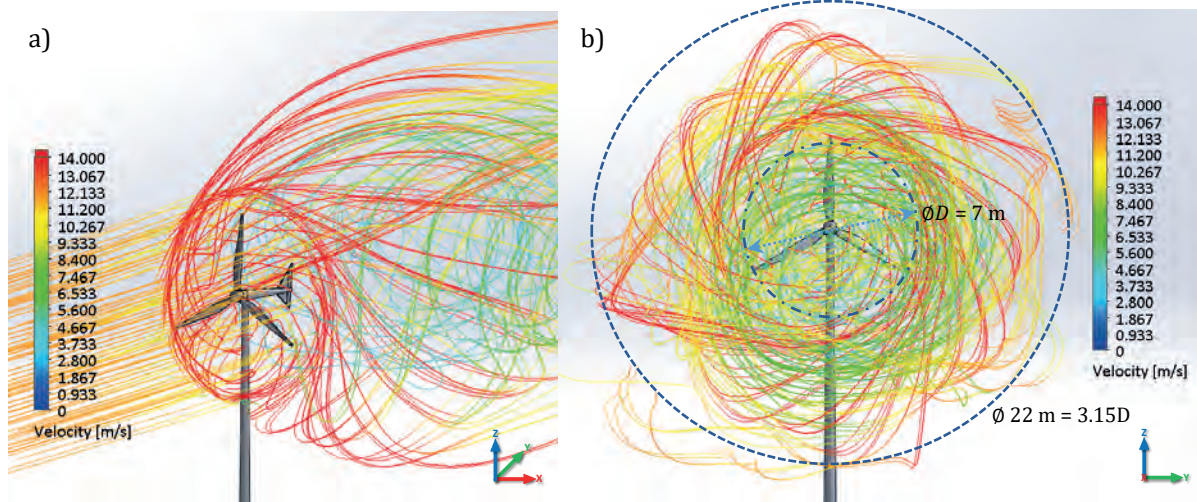 a)
14.000
13.067
12.133
11.200
10.267
9.333
8.400
7.467
6.533
5.600
4.667
3.733
2.800
1.867
0.933
0
Velocity [m/s]
Z
Y
X
b)
ØD = 7 m
Ø 22 m = 3.15D
14.000
13.067
12.133
11.200
10.267
9.333
8.400
7.467
6.533
5.600
4.667
3.733
2.800
1.867
0.933
0
Velocity [m/s]
Z
X
Y